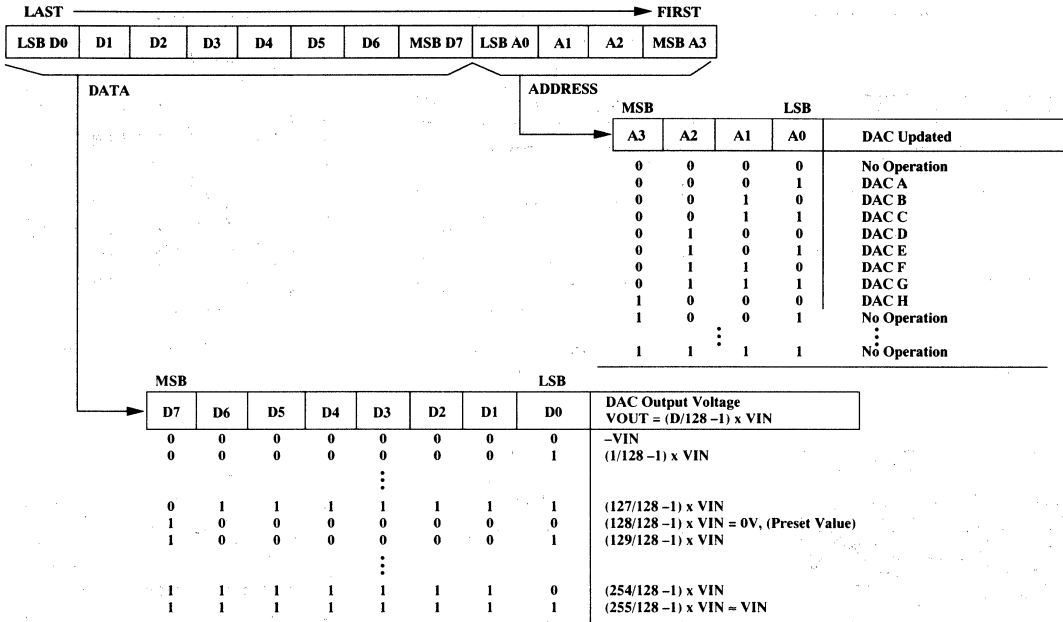 LAST FIRST
LSB D0 D1 D2 D3 D4 D5 D6 MSB D7 LSB A0 A1 A2 MSB A3
DATA ADDRESS
MSB LSB
A3 A2 A1 A0 DAC Updated
0 0 0 0 No Operation
0 0 0 1 DAC A
0 0 1 0 DAC B
0 0 1 1 DAC C
0 1 0 0 DAC D
0 1 0 1 DAC E
0 1 1 0 DAC F
0 1 1 1 DAC G
1 0 0 0 DAC H
1 0 0 1 No Operation
1 1 1 1 No Operation
MSB LSB
D7 D6 D5 D4 D3 D2 D1 D0 DAC Output Voltage
VOUT = (D/128 –1) x VIN
0 0 0 0 0 0 0 0 –VIN
0 0 0 0 0 0 0 1 (1/128 –1) x VIN
0 1 1 1 1 1 1 1 (127/128 –1) x VIN
1 0 0 0 0 0 0 0 (128/128 –1) x VIN = 0V, (Preset Value)
1 0 0 0 0 0 0 1 (129/128 –1) x VIN
1 1 1 1 1 1 1 0 (254/128 –1) x VIN
1 1 1 1 1 1 1 1 (255/128 –1) x VIN ≈ VIN